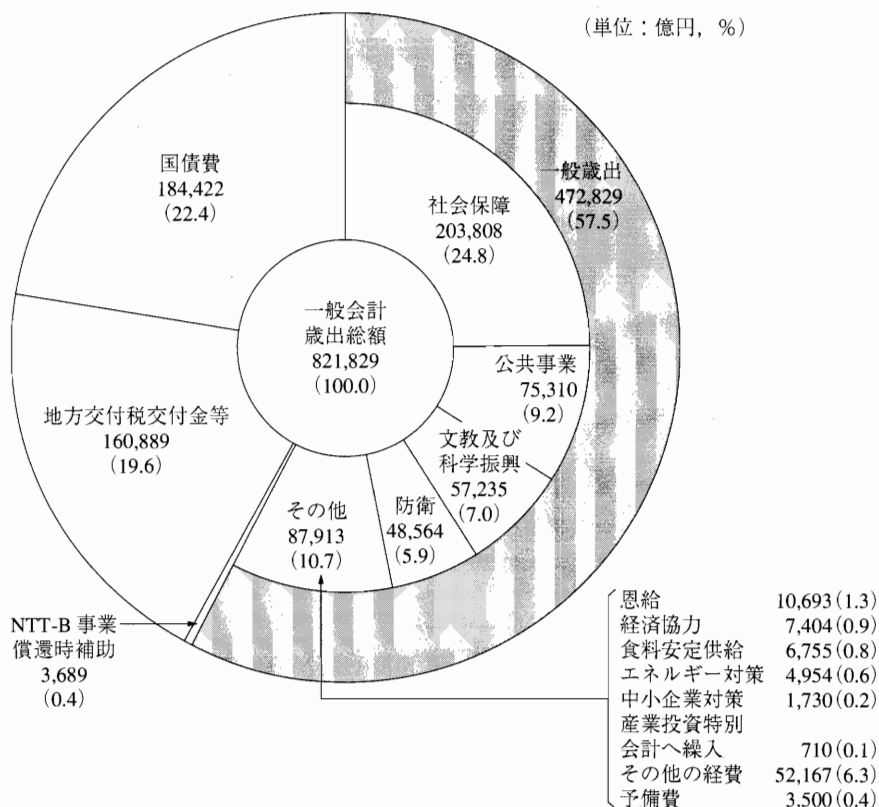 (単位：億円，％)
国債費
184,422
(22.4)
社会保障
203,808
(24.8)
一般歳出
472,829
(57.5)
一般会計
歳出総額
821,829
(100.0)
公共事業
75,310
(9.2)
文教及び
科学振興
57,235
(7.0)
防衛
48,564
(5.9)
その他
87,913
(10.7)
地方交付税交付金等
160,889
(19.6)
NTT-B 事業
償還時補助
3,689
(0.4)
恩給 10,693(1.3)
経済協力 7,404(0.9)
食料安定供給 6,755(0.8)
エネルギー対策 4,954(0.6)
中小企業対策 1,730(0.2)
産業投資特別
会計へ繰入 710(0.1)
その他の経費 52,167(6.3)
予備費 3,500(0.4)